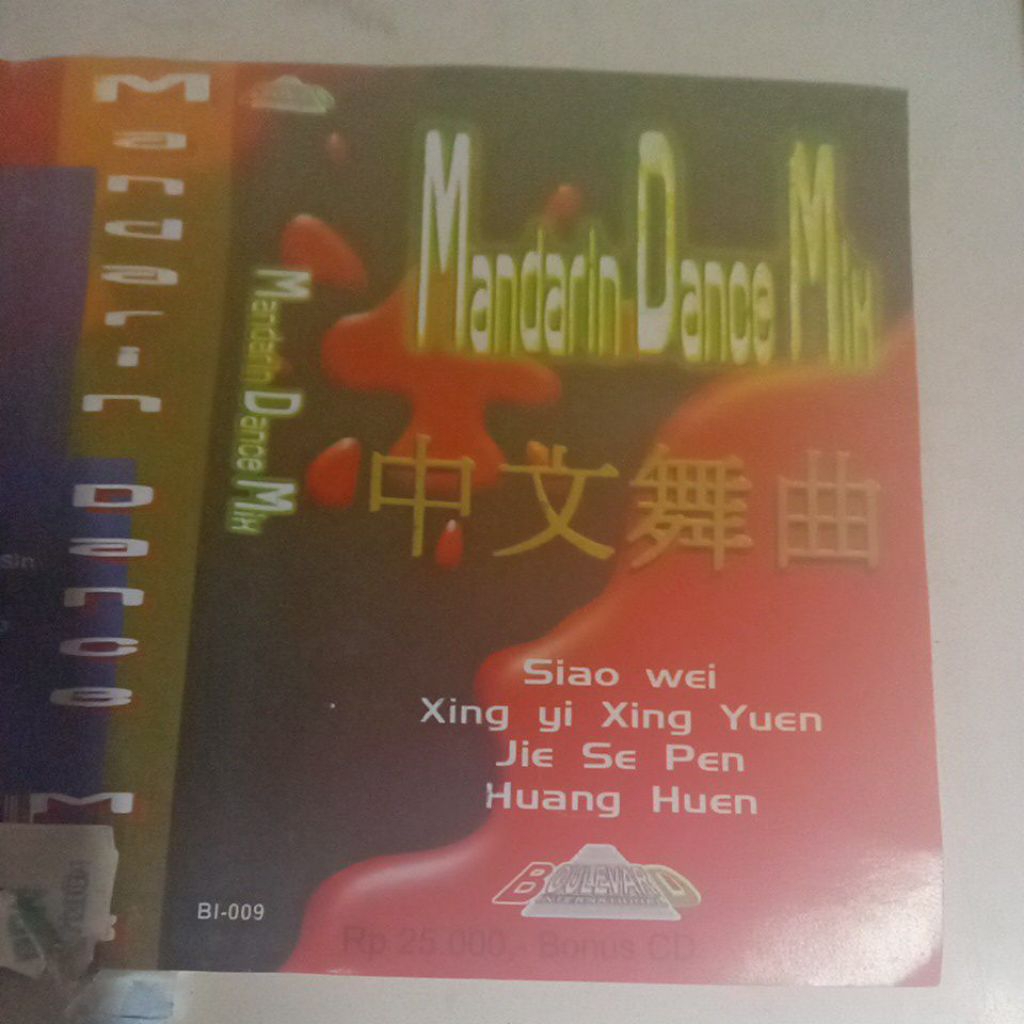 Mandarin Dance Mix
Mandarin Dance Mix
Mandarin Dance Mix
中文舞曲
Siao wei
Xing yi Xing Yuen
Jie Se Pen
Huang Huen
BOULEVARD
INTERNATIONAL
BI-009
Rp 25.000,- Bonus CD